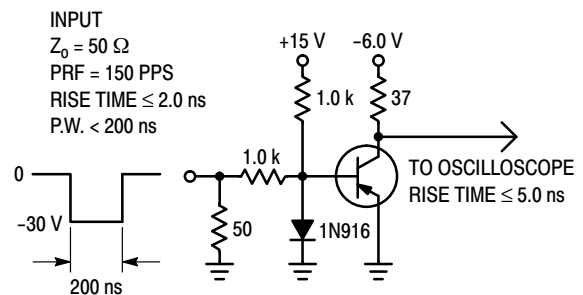 INPUT
Zo = 50 Ω
PRF = 150 PPS
RISE TIME ≤ 2.0 ns
P.W. < 200 ns
+15 V
−6.0 V
1.0 k
37
1.0 k
TO OSCILLOSCOPE
RISE TIME ≤ 5.0 ns
0
−30 V
50
1N916
200 ns